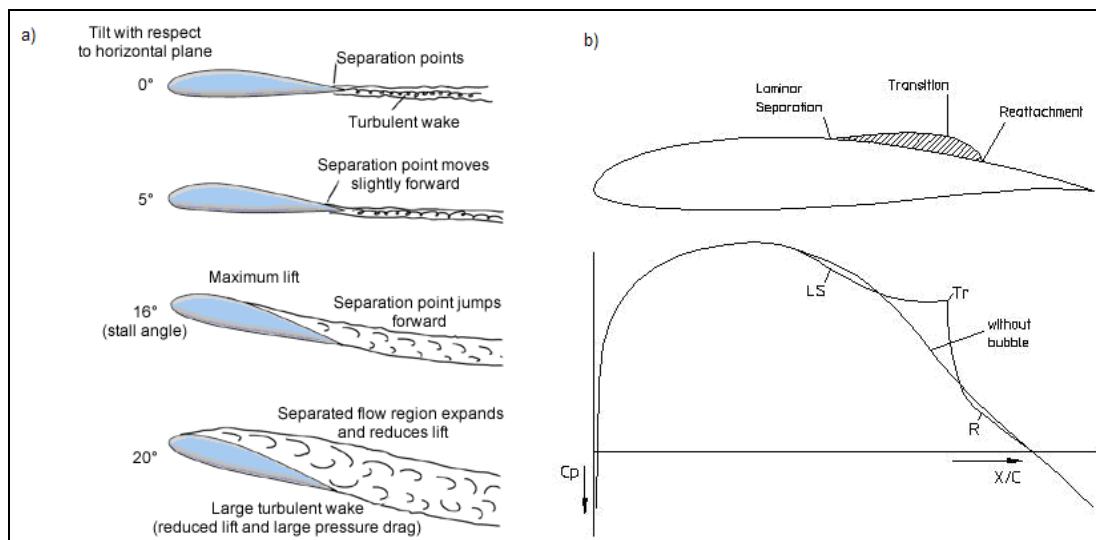 a)
Tilt with respect
to horizontal plane
0°
Separation points
Turbulent wake
5°
Separation point moves
slightly forward
Maximum lift
16°
(stall angle)
Separation point jumps
forward
20°
Separated flow region expands
and reduces lift
Large turbulent wake
(reduced lift and large pressure drag)
b)
Laminar
Separation
Transition
Reattachment
LS
Tr
without
bubble
R
Cp
X/C